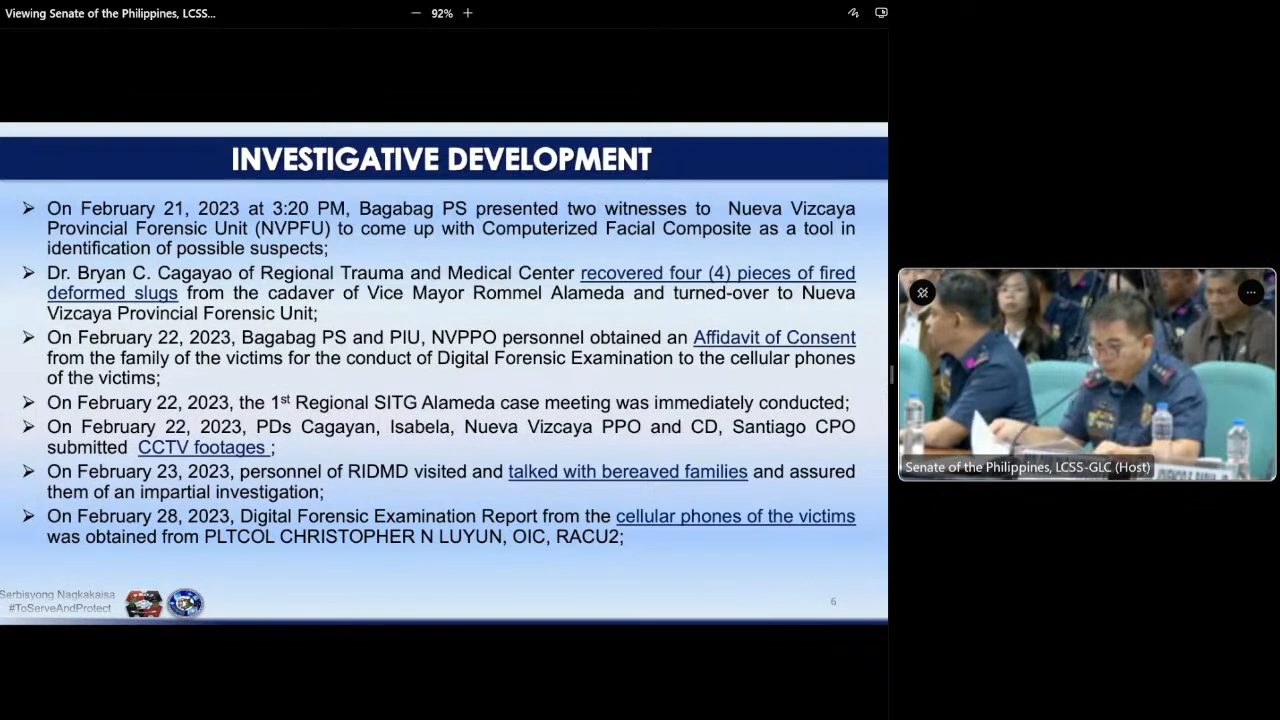 Viewing Senate of the Philippines, LCSS...
92%
INVESTIGATIVE DEVELOPMENT
➢ On February 21, 2023 at 3:20 PM, Bagabag PS presented two witnesses to Nueva Vizcaya
Provincial Forensic Unit (NVPFU) to come up with Computerized Facial Composite as a tool in
identification of possible suspects;
➢ Dr. Bryan C. Cagayao of Regional Trauma and Medical Center recovered four (4) pieces of fired
deformed slugs from the cadaver of Vice Mayor Rommel Alameda and turned-over to Nueva
Vizcaya Provincial Forensic Unit;
➢ On February 22, 2023, Bagabag PS and PIU, NVPPO personnel obtained an Affidavit of Consent
from the family of the victims for the conduct of Digital Forensic Examination to the cellular phones
of the victims;
➢ On February 22, 2023, the 1st Regional SITG Alameda case meeting was immediately conducted;
➢ On February 22, 2023, PDs Cagayan, Isabela, Nueva Vizcaya PPO and CD, Santiago CPO
submitted CCTV footages ;
➢ On February 23, 2023, personnel of RIDMD visited and talked with bereaved families and assured
them of an impartial investigation;
➢ On February 28, 2023, Digital Forensic Examination Report from the cellular phones of the victims
was obtained from PLTCOL CHRISTOPHER N LUYUN, OIC, RACU2;
Serbisyong Nagkakaisa
#ToServeAndProtect
6
Senate of the Philippines, LCSS-GLC (Host)